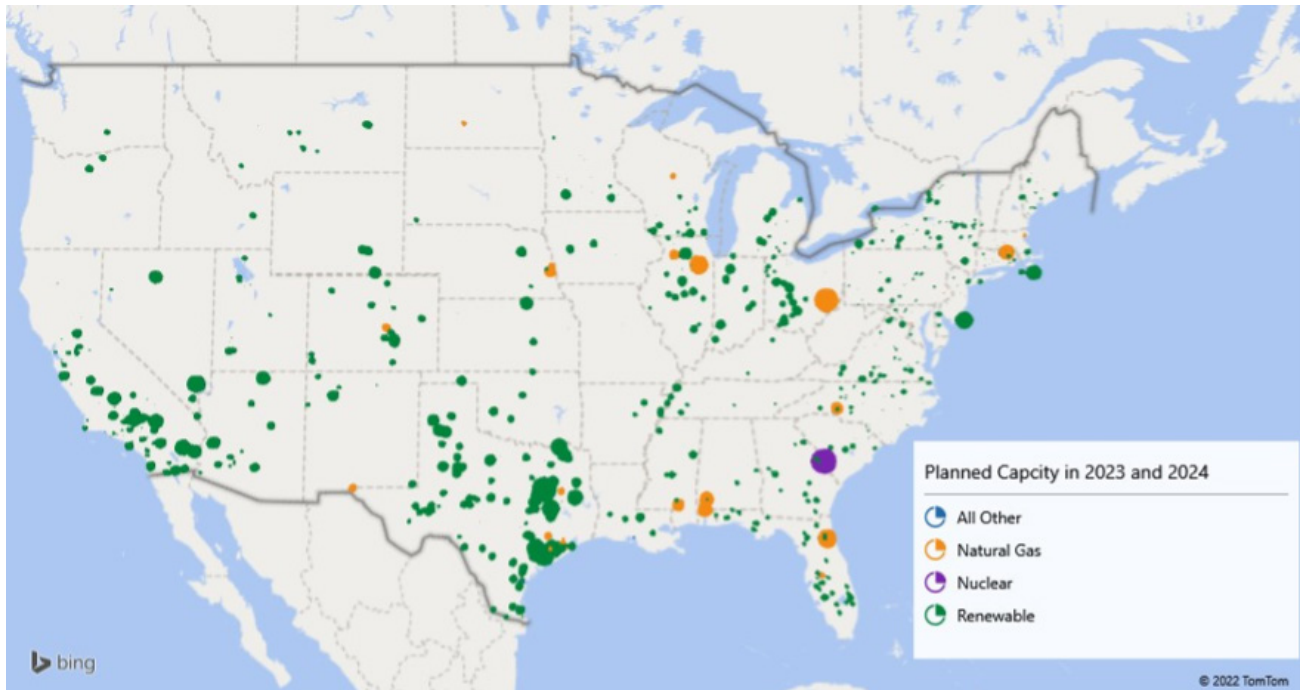 Planned Capcity in 2023 and 2024
All Other
Natural Gas
Nuclear
Renewable
bing
© 2022 TomTom